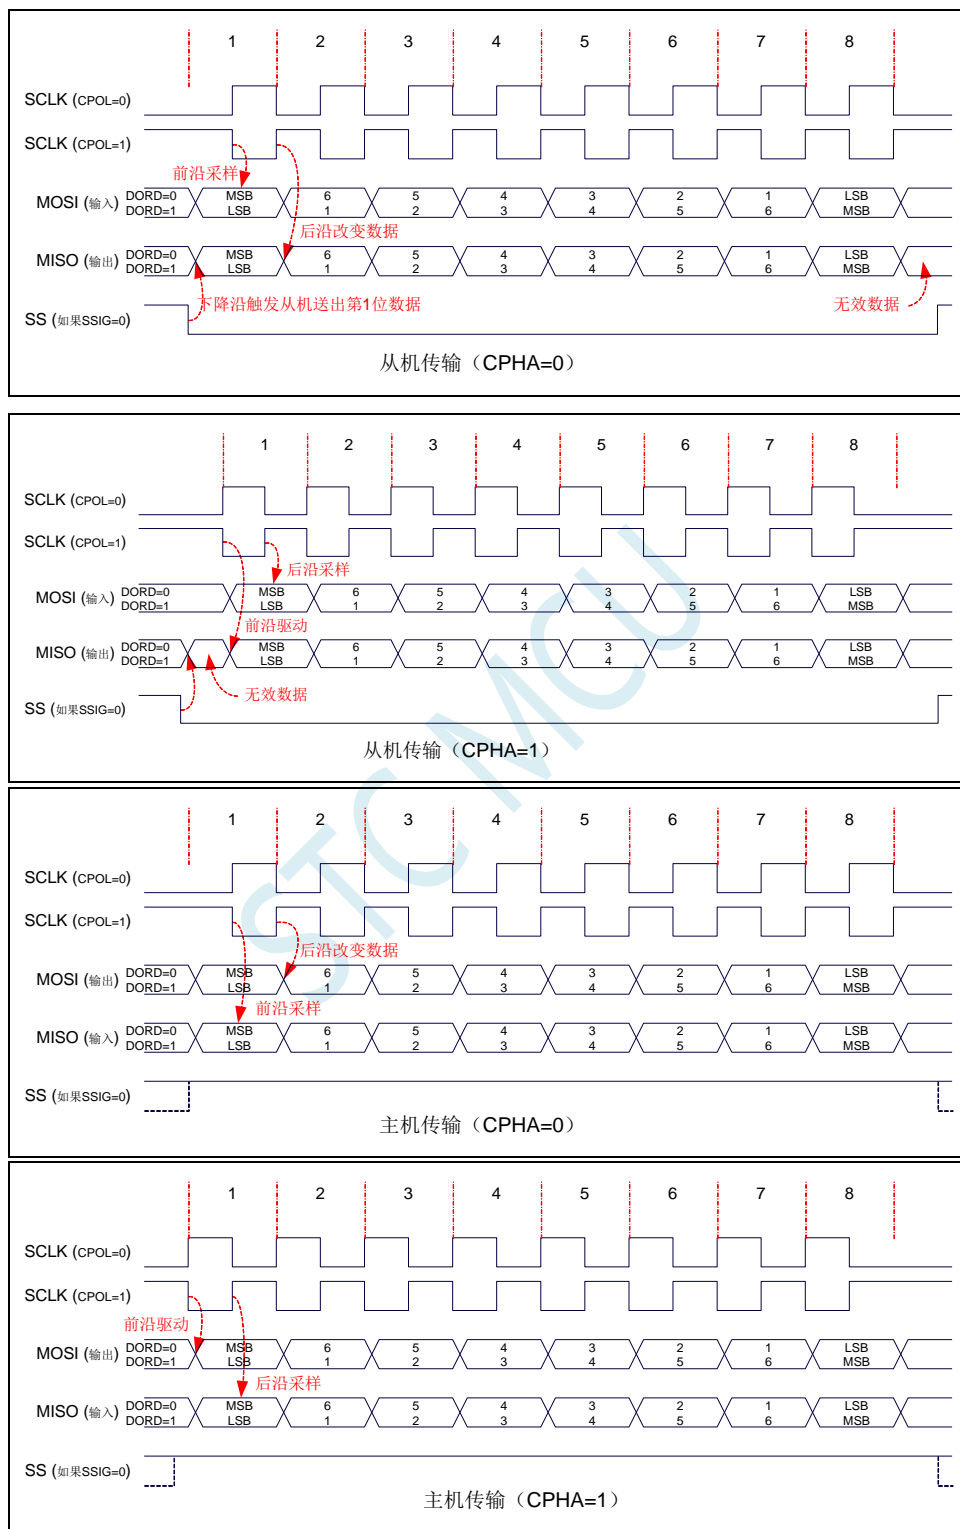 1 2 3 4 5 6 7 8
SCLK (CPOL=0)
SCLK (CPOL=1)
前沿采样
MOSI (输入) DORD=0 MSB 6 5 4 3 2 1 LSB
DORD=1 LSB 1 2 3 4 5 6 MSB
后沿改变数据
MISO (输出) DORD=0 MSB 6 5 4 3 2 1 LSB
DORD=1 LSB 1 2 3 4 5 6 MSB
下降沿触发从机送出第1位数据 无效数据
SS (如果SSIG=0)
从机传输（CPHA=0）
1 2 3 4 5 6 7 8
SCLK (CPOL=0)
SCLK (CPOL=1)
后沿采样
MOSI (输入) DORD=0 MSB 6 5 4 3 2 1 LSB
DORD=1 LSB 1 2 3 4 5 6 MSB
前沿驱动
MISO (输出) DORD=0 MSB 6 5 4 3 2 1 LSB
DORD=1 LSB 1 2 3 4 5 6 MSB
无效数据
SS (如果SSIG=0)
从机传输（CPHA=1）
STC MCU
1 2 3 4 5 6 7 8
SCLK (CPOL=0)
SCLK (CPOL=1)
后沿改变数据
MOSI (输出) DORD=0 MSB 6 5 4 3 2 1 LSB
DORD=1 LSB 1 2 3 4 5 6 MSB
前沿采样
MISO (输入) DORD=0 MSB 6 5 4 3 2 1 LSB
DORD=1 LSB 1 2 3 4 5 6 MSB
SS (如果SSIG=0)
主机传输（CPHA=0）
1 2 3 4 5 6 7 8
SCLK (CPOL=0)
SCLK (CPOL=1)
前沿驱动
MOSI (输出) DORD=0 MSB 6 5 4 3 2 1 LSB
DORD=1 LSB 1 2 3 4 5 6 MSB
后沿采样
MISO (输入) DORD=0 MSB 6 5 4 3 2 1 LSB
DORD=1 LSB 1 2 3 4 5 6 MSB
SS (如果SSIG=0)
主机传输（CPHA=1）